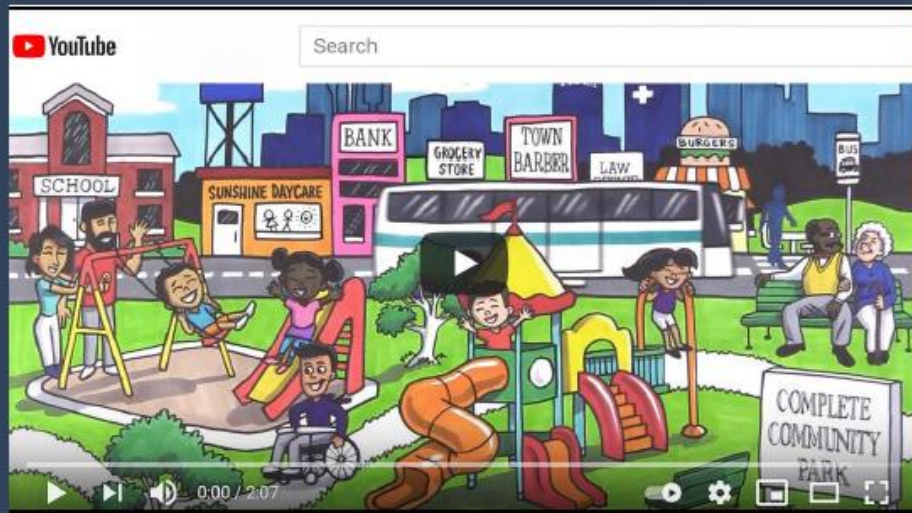 YouTube
Search
SCHOOL
SUNSHINE DAYCARE
BANK
GROCERY
STORE
TOWN
BARBER
LAW
BURGERS
BUS
COMPLETE
COMMUNITY
PARK
0:00 / 2:07